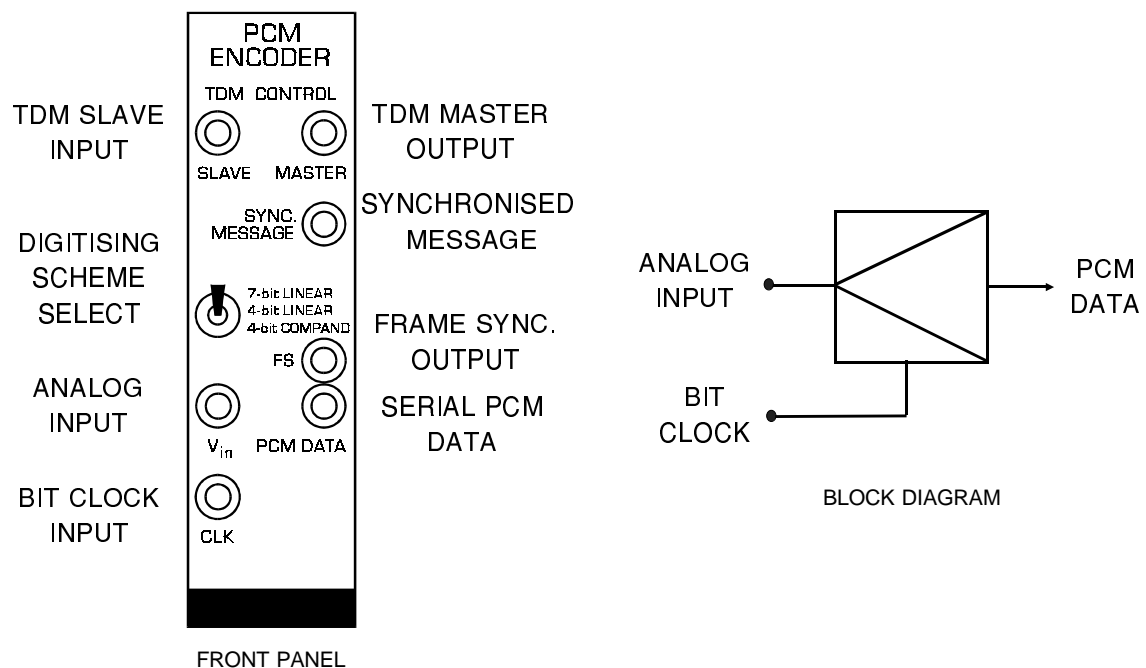 PCM
ENCODER
TDM CONTROL
TDM SLAVE
INPUT
TDM MASTER
OUTPUT
SLAVE
MASTER
SYNC.
MESSAGE
SYNCHRONISED
MESSAGE
DIGITISING
SCHEME
SELECT
7-bit LINEAR
4-bit LINEAR
4-bit COMPAND
FS
FRAME SYNC.
OUTPUT
ANALOG
INPUT
SERIAL PCM
DATA
Vin
PCM DATA
BIT CLOCK
INPUT
CLK
FRONT PANEL
ANALOG
INPUT
PCM
DATA
BIT
CLOCK
BLOCK DIAGRAM